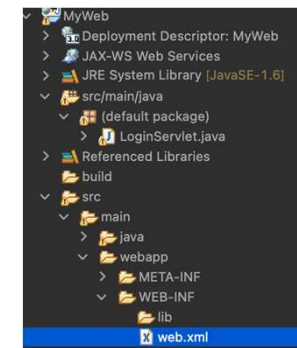 MyWeb
Deployment Descriptor: MyWeb
JAX-WS Web Services
JRE System Library [JavaSE-1.6]
src/main/java
(default package)
LoginServlet.java
Referenced Libraries
build
src
main
java
webapp
META-INF
WEB-INF
lib
web.xml